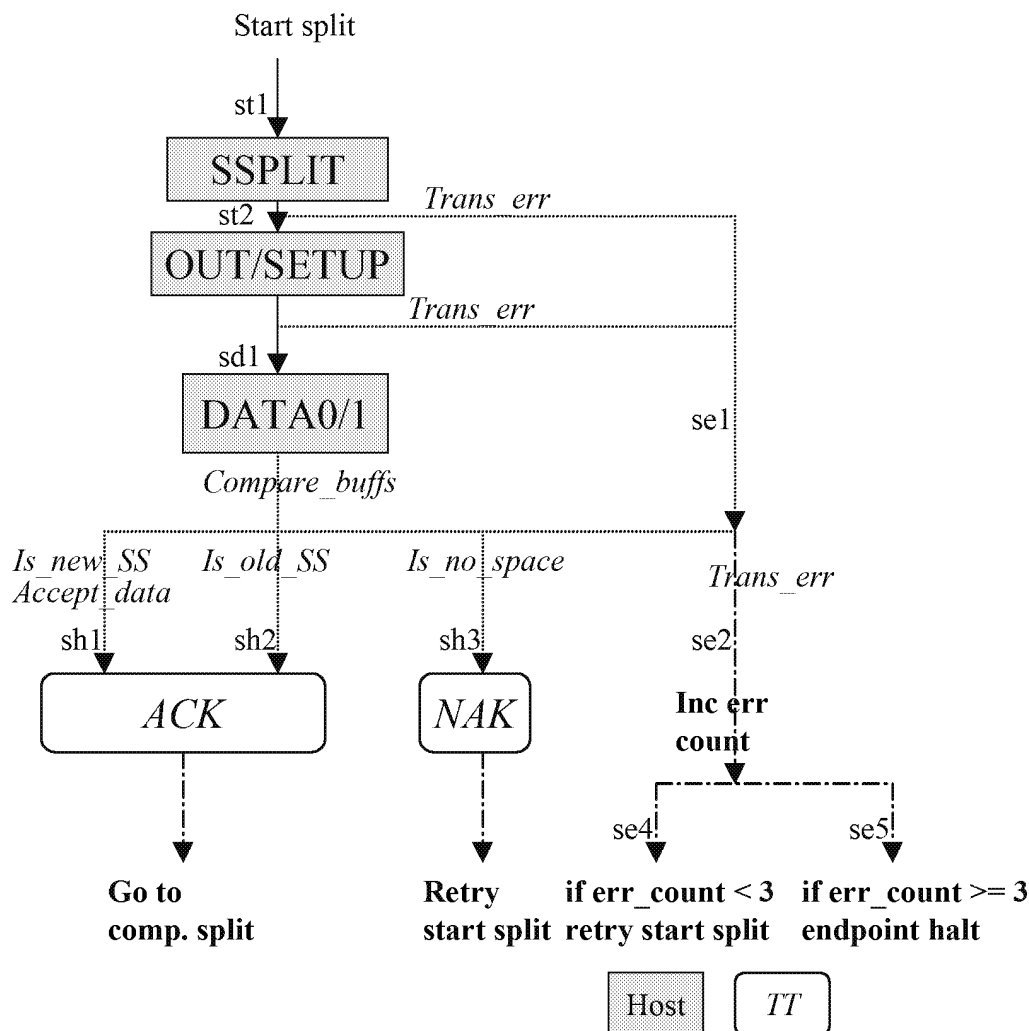 Start split
st1
SSPLIT
st2
Trans_err
OUT/SETUP
Trans_err
sd1
DATA0/1
se1
Compare_buffs
Is_new_SS
Accept_data
Is_old_SS
Is_no_space
Trans_err
sh1
sh2
sh3
se2
ACK
NAK
Inc err
count
se4
se5
Go to
comp. split
Retry
start split
if err_count < 3
retry start split
if err_count >= 3
endpoint halt
Host
TT